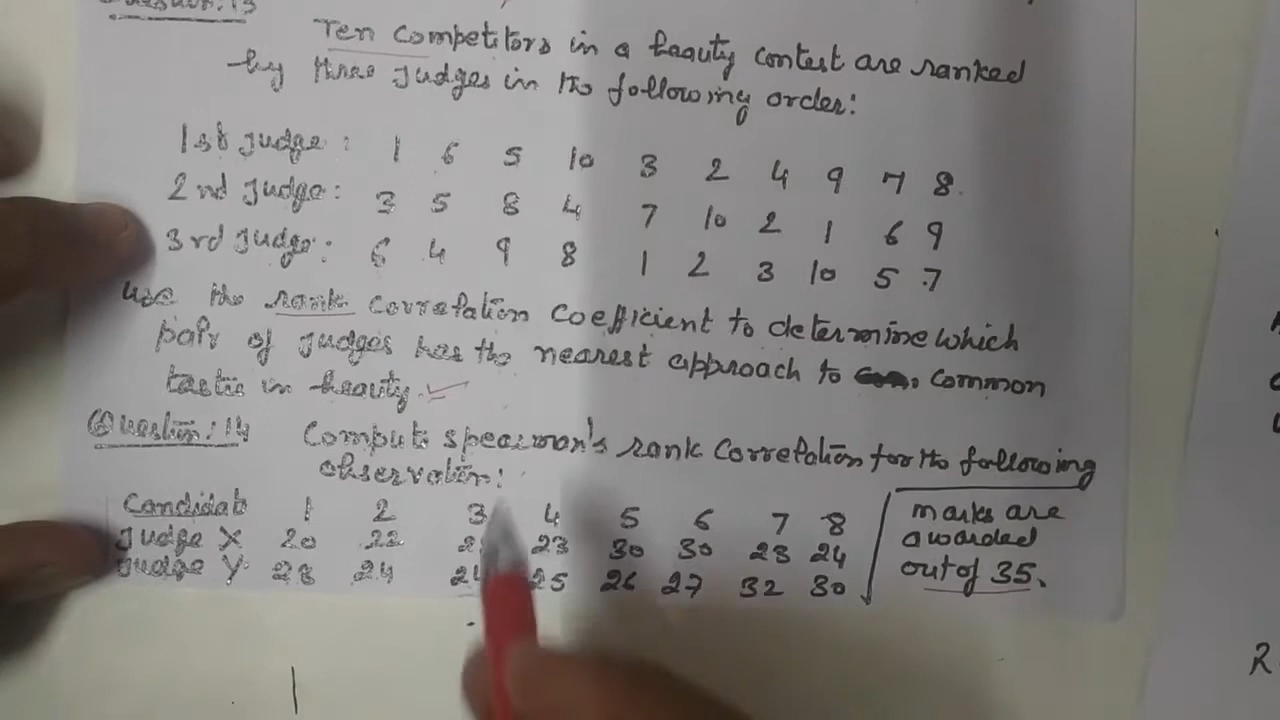 Question: 13
Ten competitors in a beauty contest are ranked
by three judges in the following order:
1st judge: 1 6 5 10 3 2 4 9 7 8
2nd judge: 3 5 8 4 7 10 2 1 6 9
3rd judge: 6 4 9 8 1 2 3 10 5 7
use the rank correlation coefficient to determine which
pair of judges has the nearest approach to common
taste in beauty.
Question: 14 Compute spearman's rank correlation for the following
observation:
Candidate 1 2 3 4 5 6 7 8
Judge X 20 22 23 30 30 23 24
Judge Y 28 24 25 26 27 32 30
marks are
awarded
out of 35.
R